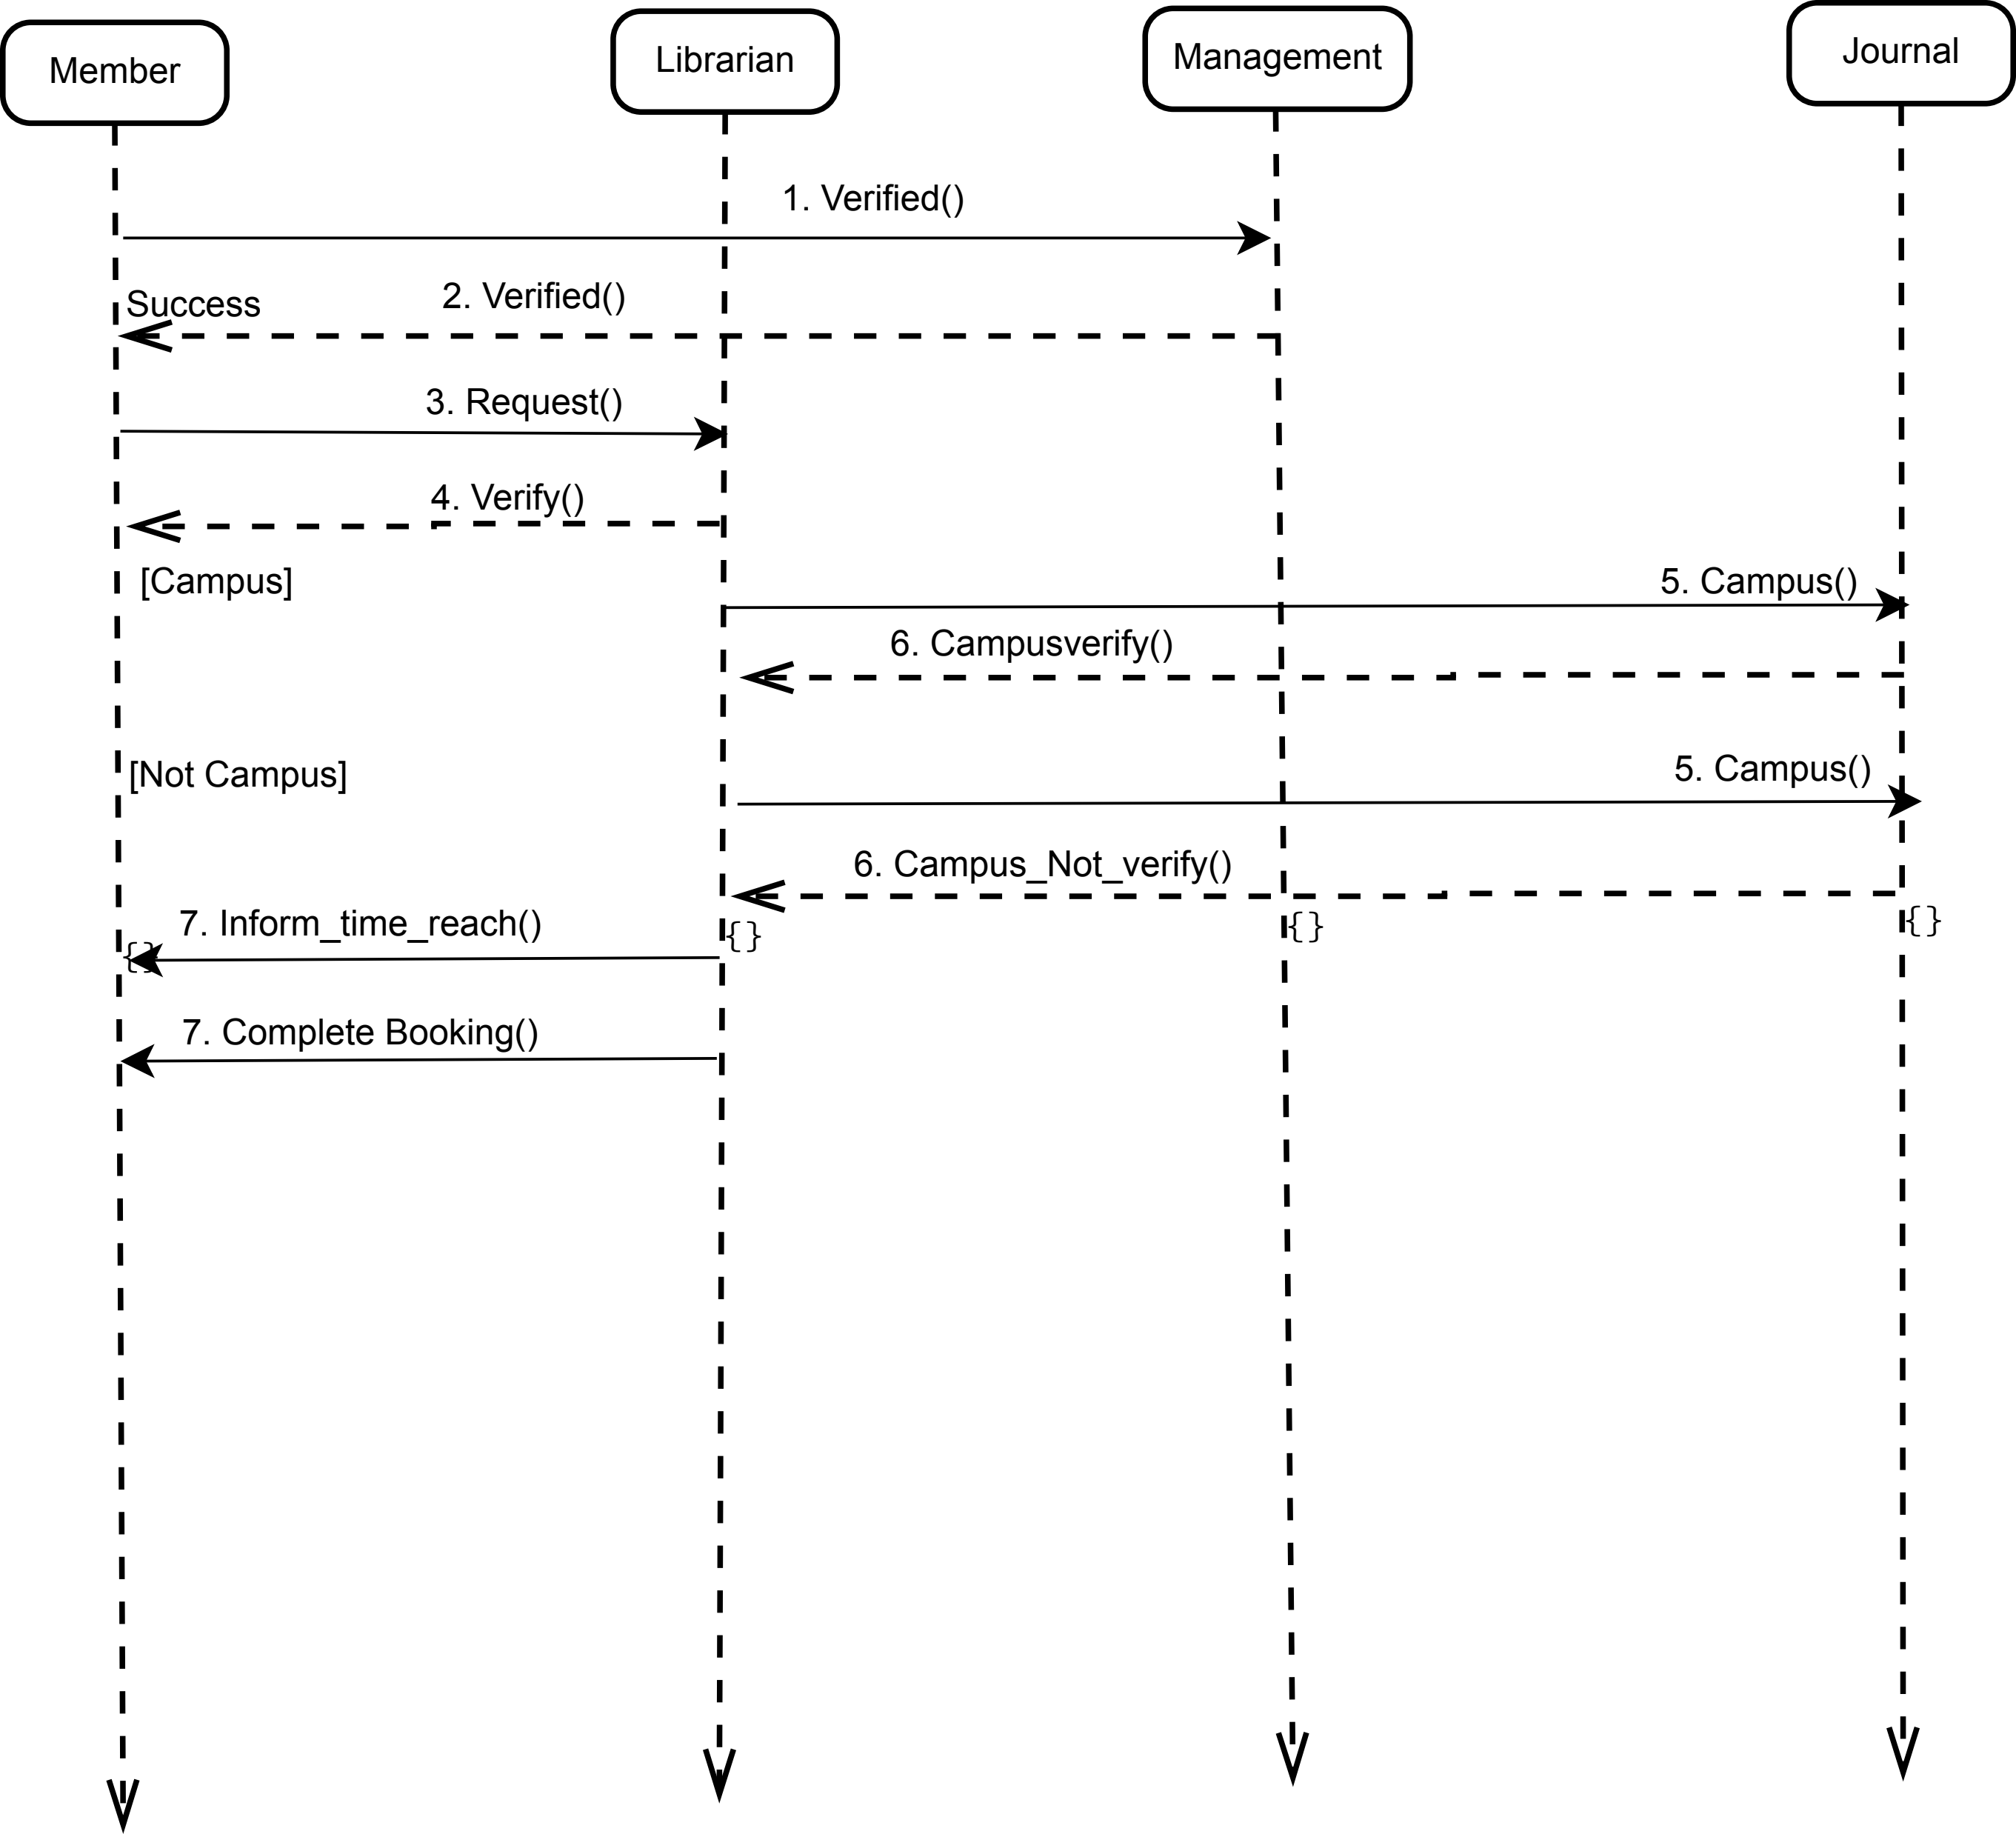 Member
Librarian
Management
Journal
1. Verified()
Success
2. Verified()
3. Request()
4. Verify()
[Campus]
5. Campus()
6. Campusverify()
[Not Campus]
5. Campus()
6. Campus_Not_verify()
7. Inform_time_reach()
{}
{}
{}
{}
7. Complete Booking()